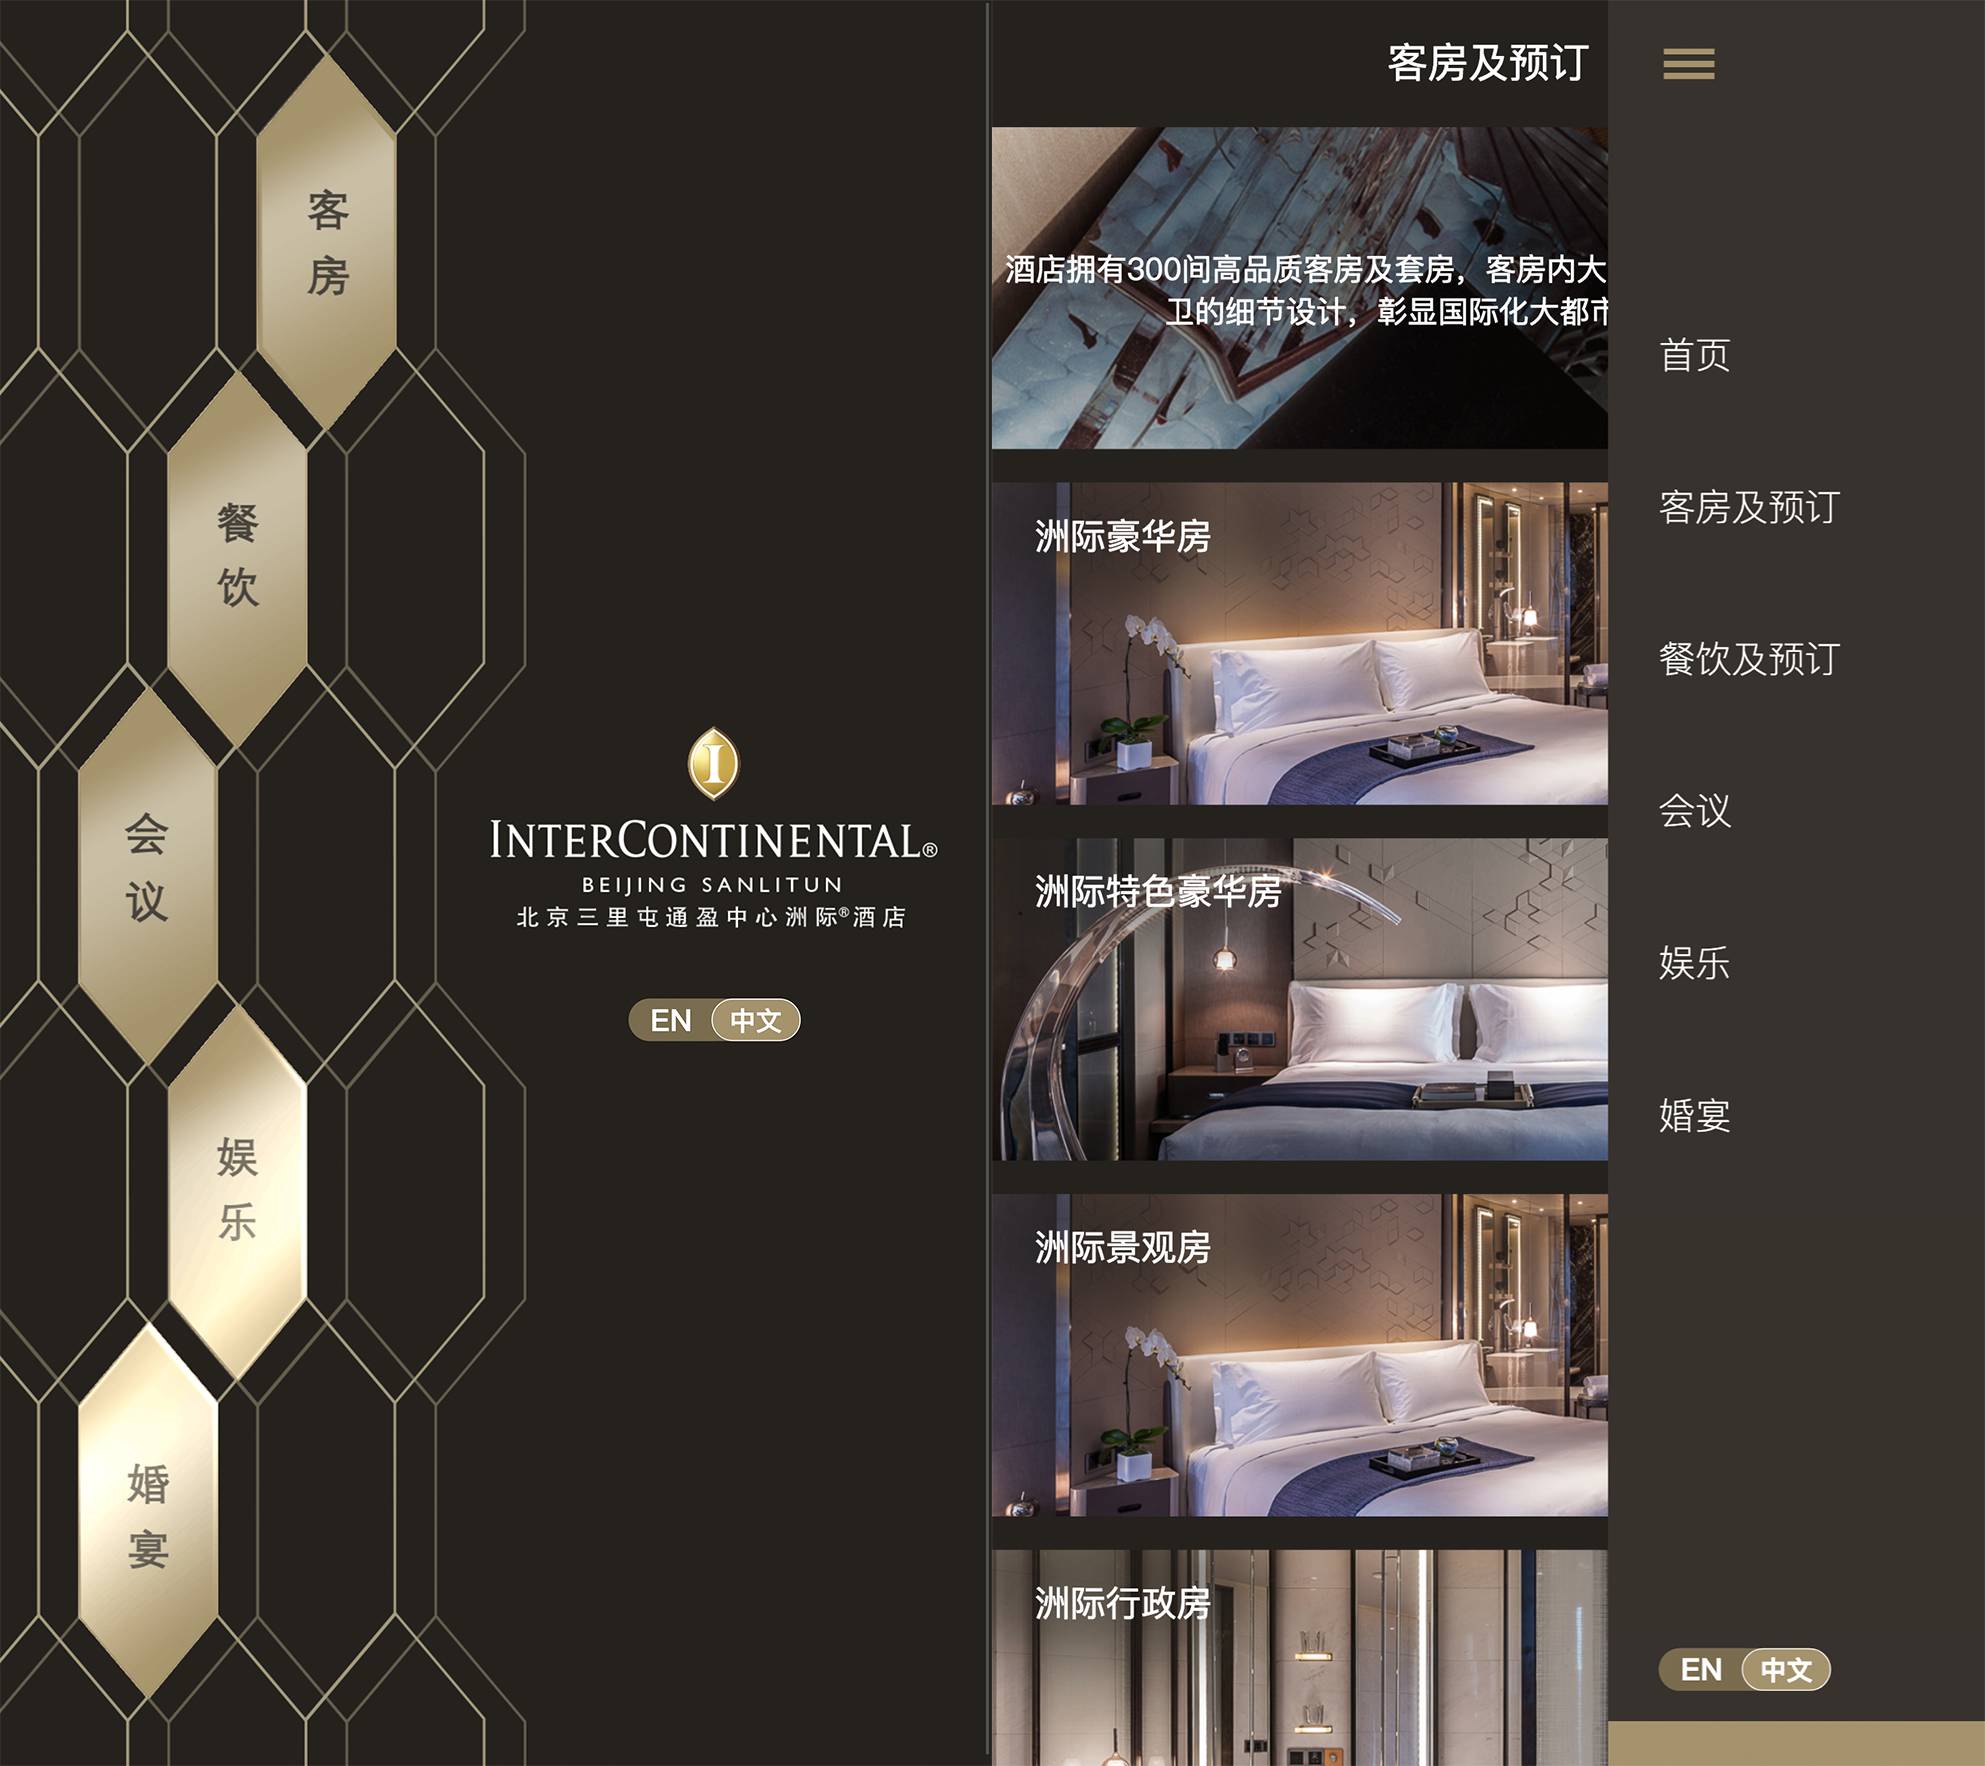 客
房
餐
饮
会
议
娱
乐
婚
宴
I
INTERCONTINENTAL®
BEIJING SANLITUN
北京三里屯通盈中心洲际®酒店
EN 中文
客房及预订
酒店拥有300间高品质客房及套房，客房内大
卫的细节设计，彰显国际化大都市
洲际豪华房
洲际特色豪华房
洲际景观房
洲际行政房
首页
客房及预订
餐饮及预订
会议
娱乐
婚宴
EN 中文